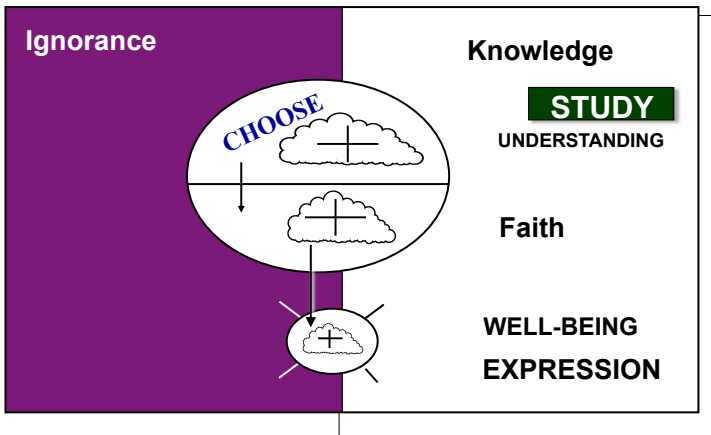 Ignorance
Knowledge
CHOOSE
STUDY
UNDERSTANDING
Faith
WELL-BEING
EXPRESSION